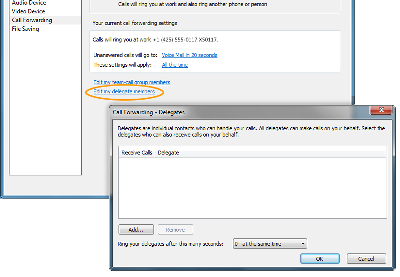 Audio Device
Video Device
Call Forwarding
File Saving
Calls will ring you at work and also ring another phone or person
Your current call forwarding settings
Calls will ring you at work +1 (425) 555-0117 X50117.
Unanswered calls will go to: Voice Mail in 20 seconds
These settings will apply: All the time
Edit my team-call group members
Edit my delegate members
Call Forwarding - Delegates
Delegates are individual contacts who can handle your calls. All delegates can make calls on your behalf. Select the
delegates who can also receive calls on your behalf.
Receive Calls Delegate
Add... Remove
Ring your delegates after this many seconds: 0 at the same time
OK Cancel